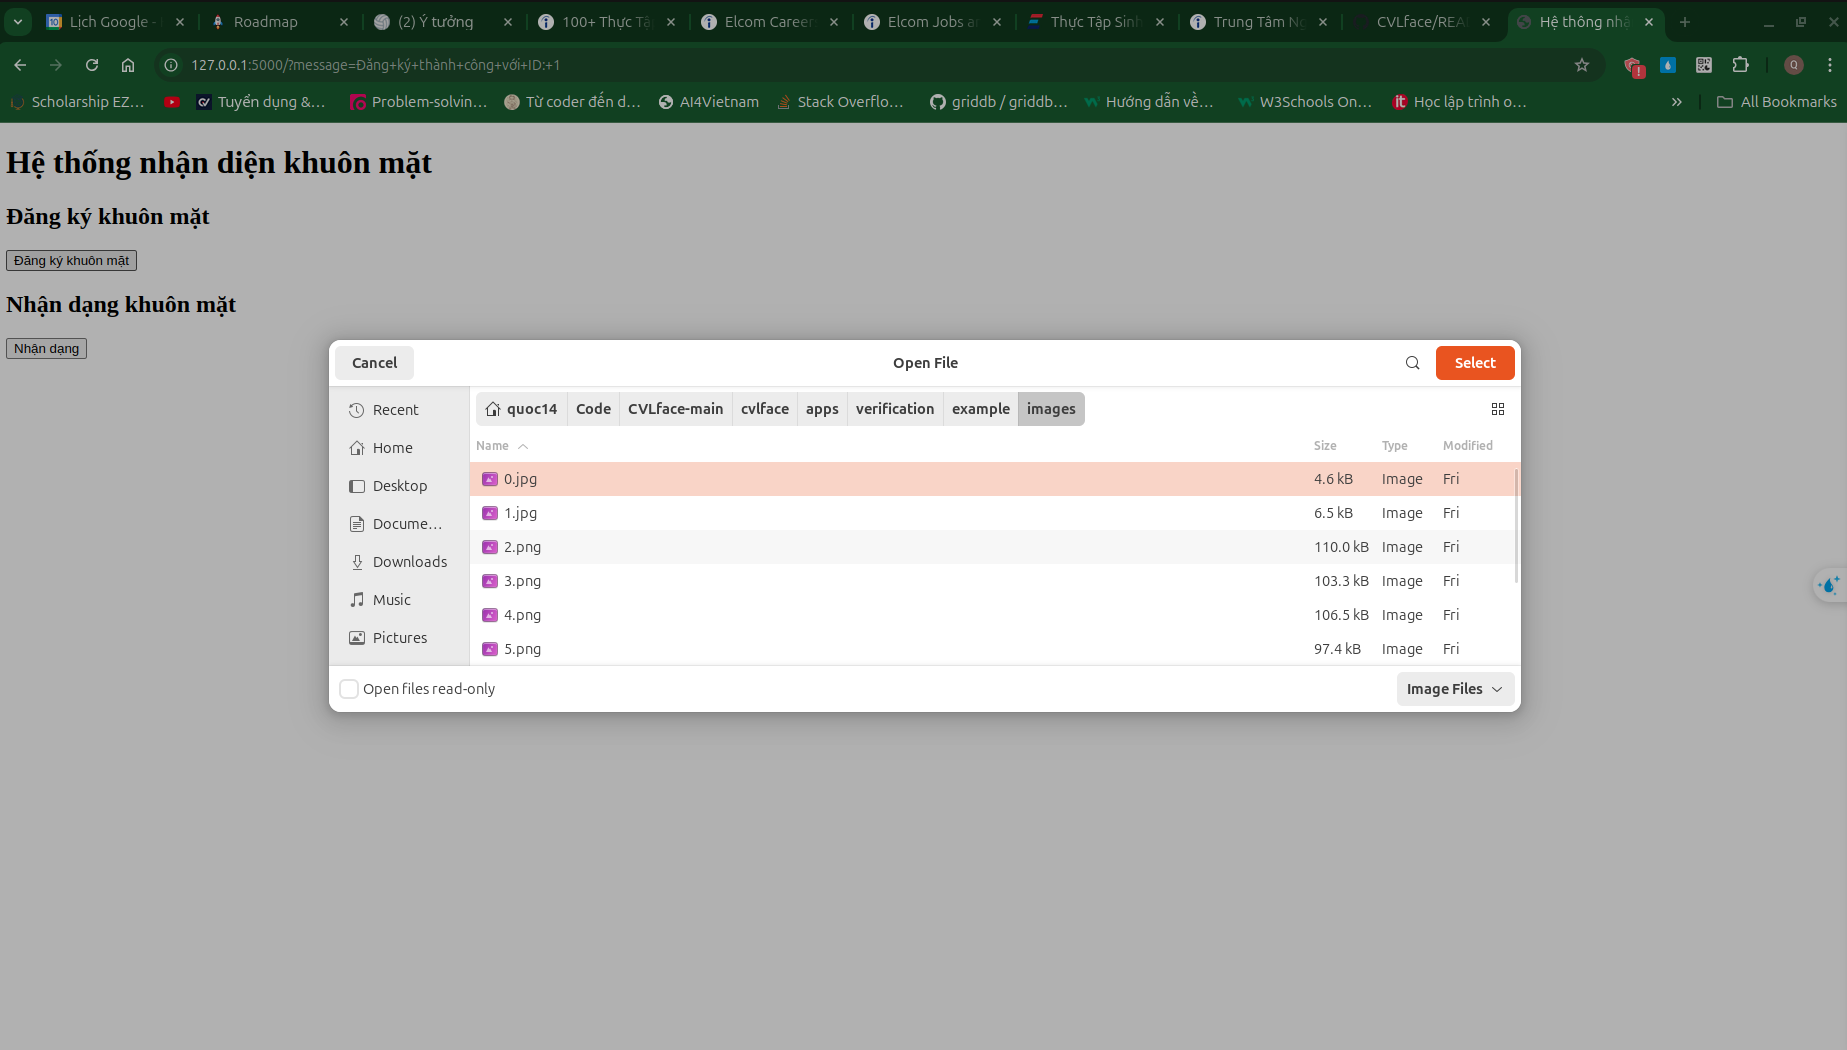 Lịch Google -
Roadmap
(2) Ý tưởng
100+ Thực Tập
Elcom Career
Elcom Jobs a
Thực Tập Sinh
Trung Tâm Ng
CVLface/REA
Hệ thống nhậ
127.0.0.1:5000/?message=Đăng+ký+thành+công+với+ID:+1
Q
Scholarship EZ...
Tuyển dụng &...
Problem-solvin...
Từ coder đến d...
AI4Vietnam
Stack Overflo...
griddb / griddb...
Hướng dẫn về...
W3Schools On...
Học lập trình o...
All Bookmarks
Hệ thống nhận diện khuôn mặt
Đăng ký khuôn mặt
Đăng ký khuôn mặt
Nhận dạng khuôn mặt
Nhận dạng
Cancel
Open File
Select
Recent
Home
Desktop
Docume...
Downloads
Music
Pictures
quoc14 Code CVLface-main cvlface apps verification example images
Name Size Type Modified
0.jpg 4.6 kB Image Fri
1.jpg 6.5 kB Image Fri
2.png 110.0 kB Image Fri
3.png 103.3 kB Image Fri
4.png 106.5 kB Image Fri
5.png 97.4 kB Image Fri
Open files read-only
Image Files